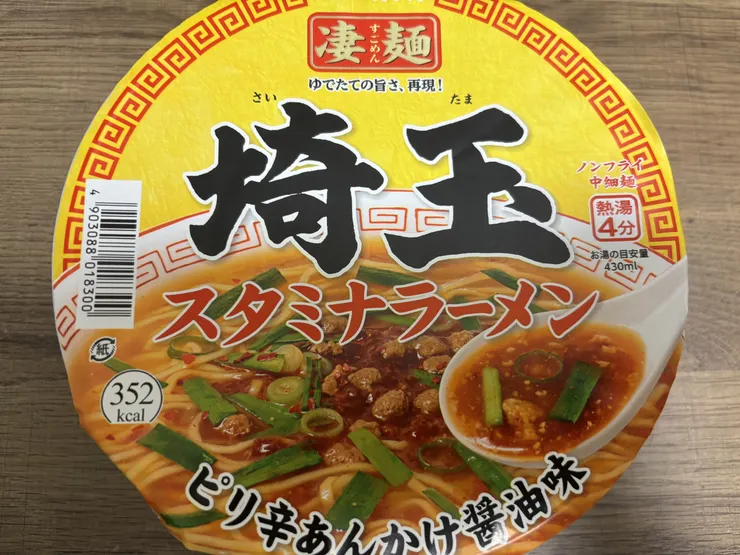 凄麺
すごめん
ゆでたての旨さ、再現!
さい たま
埼玉
ノンフライ
中細麺
熱湯
4分
お湯の目安量
430ml
スタミナラーメン
4903088018300
紙
352
kcal
ピリ辛あんかけ醤油味